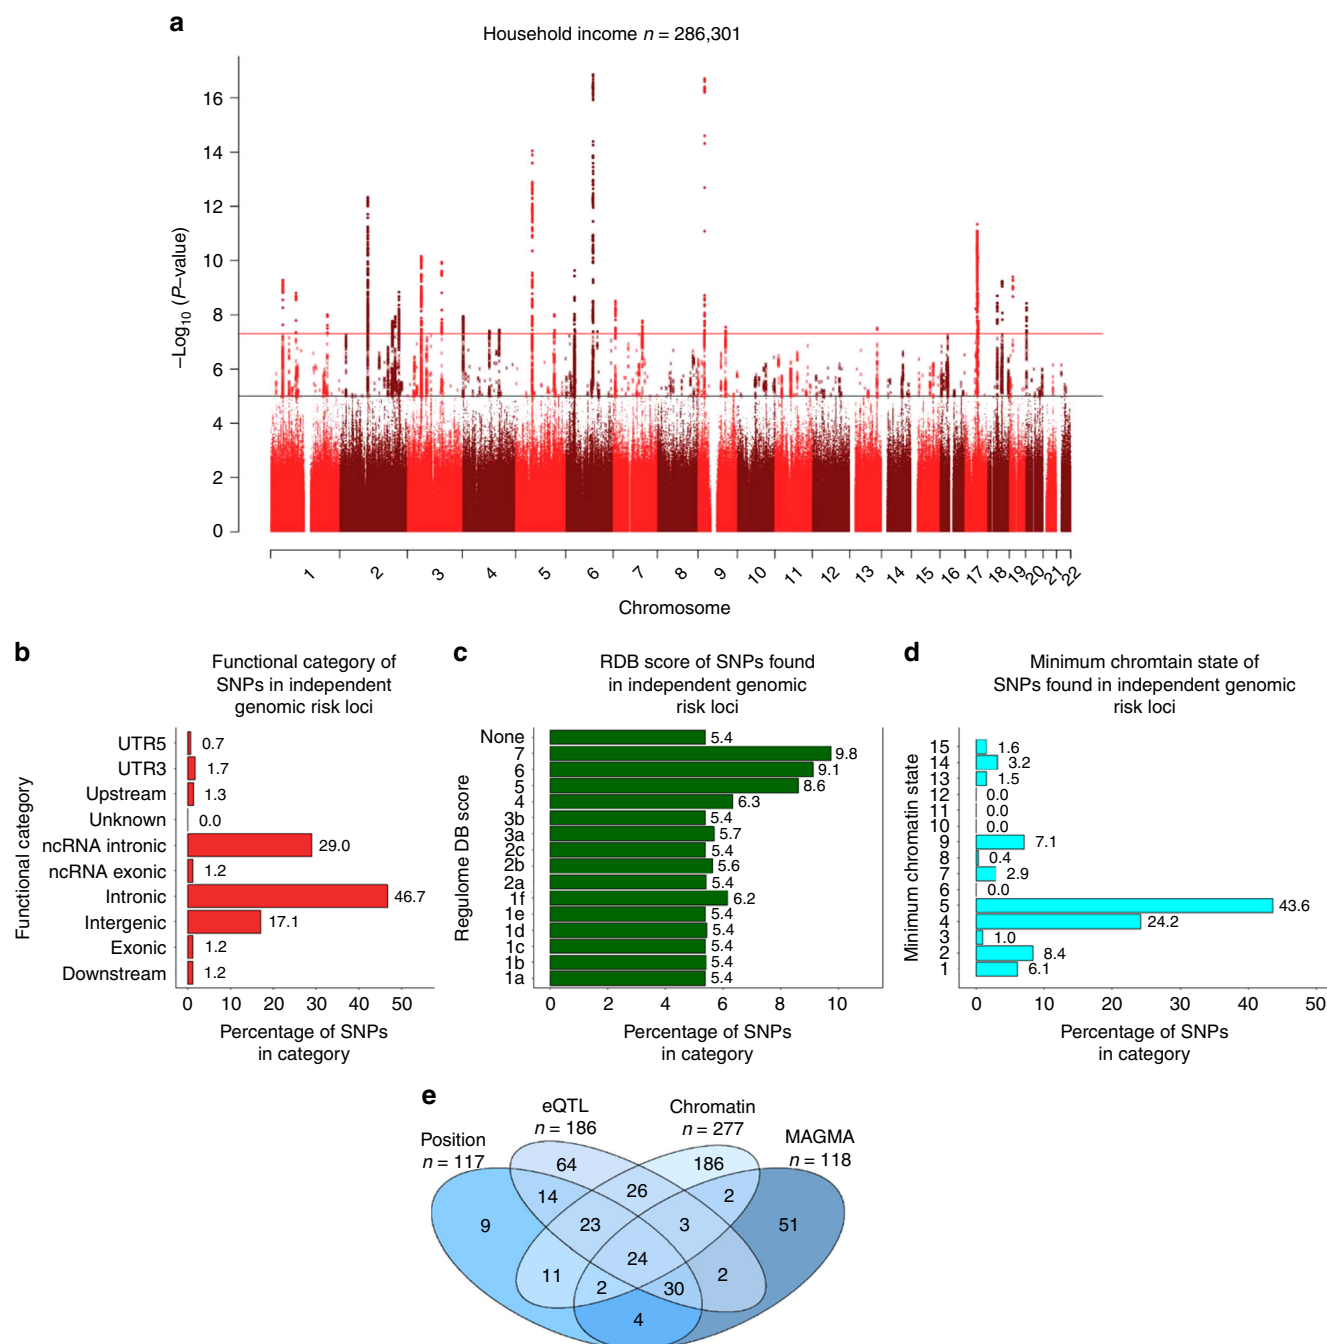 a
Household income n = 286,301
16
14
12
10
8
6
4
2
0
–Log10 (P–value)
1 2 3 4 5 6 7 8 9 10 11 12 13 14 15 16 17 18 19 20 21 22
Chromosome
b
Functional category of
SNPs in independent
genomic risk loci
Functional category
UTR5 0.7
UTR3 1.7
Upstream 1.3
Unknown 0.0
ncRNA intronic 29.0
ncRNA exonic 1.2
Intronic 46.7
Intergenic 17.1
Exonic 1.2
Downstream 1.2
0 10 20 30 40 50
Percentage of SNPs
in category
c
RDB score of SNPs found
in independent genomic
risk loci
Regulome DB score
None 5.4
7 9.8
6 9.1
5 8.6
4 6.3
3b 5.4
3a 5.7
2c 5.4
2b 5.6
2a 5.4
1f 6.2
1e 5.4
1d 5.4
1c 5.4
1b 5.4
1a 5.4
0 2 4 6 8 10
Percentage of SNPs
in category
d
Minimum chromtain state of
SNPs found in independent genomic
risk loci
Minimum chromatin state
15 1.6
14 3.2
13 1.5
12 0.0
11 0.0
10 0.0
9 7.1
8 0.4
7 2.9
6 0.0
5 43.6
4 24.2
3 1.0
2 8.4
1 6.1
0 10 20 30 40 50
Percentage of SNPs
in category
e
eQTL
n = 186
Chromatin
n = 277
Position
n = 117
MAGMA
n = 118
64 186
14 26 2
9 23 3 51
24
11 2 30 2
4